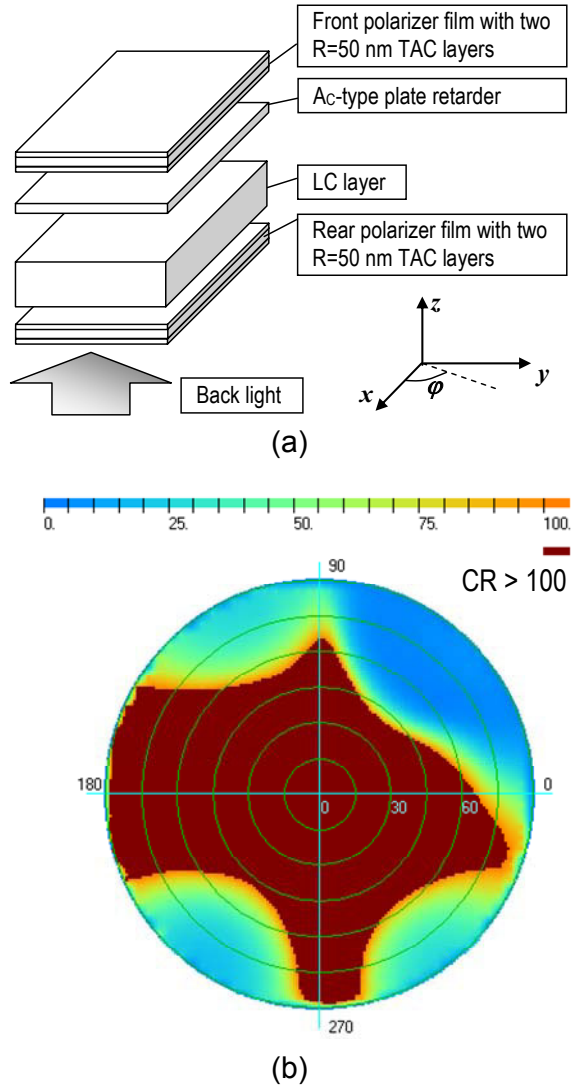 Front polarizer film with two
R=50 nm TAC layers
Ac-type plate retarder
LC layer
Rear polarizer film with two
R=50 nm TAC layers
z
y
x
φ
Back light
(a)
0. 25. 50. 75. 100.
CR > 100
90
180 0
0 30 60
270
(b)